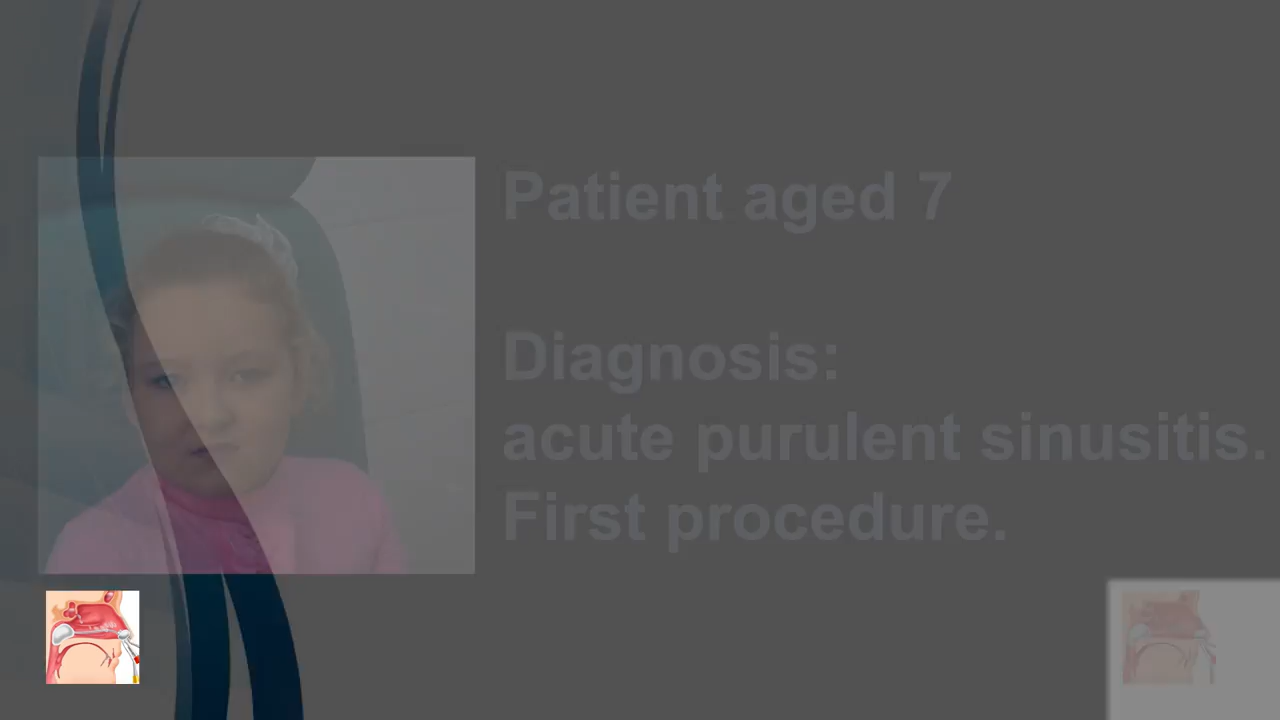 Patient aged 7
Diagnosis:
acute purulent sinusitis.
First procedure.